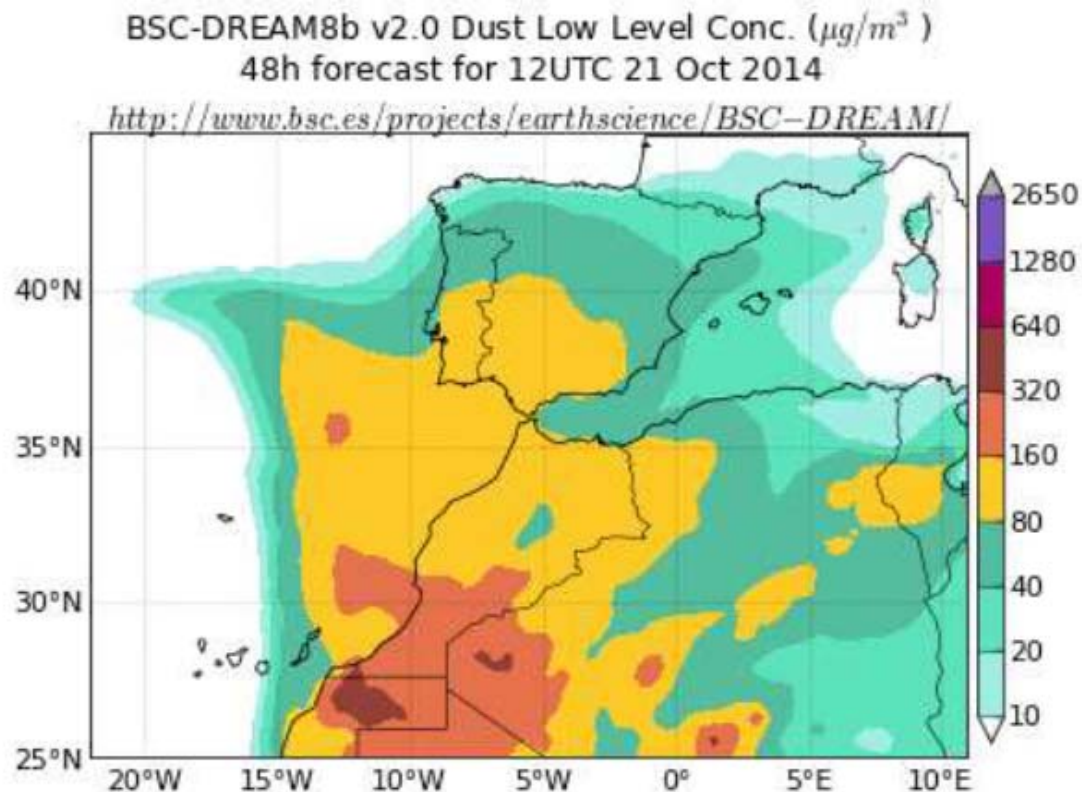 BSC-DREAM8b v2.0 Dust Low Level Conc. (μg/m³ )
48h forecast for 12UTC 21 Oct 2014
http://www.bsc.es/projects/earthscience/BSC−DREAM/
40°N
35°N
30°N
25°N
20°W
15°W
10°W
5°W
0°
5°E
10°E
2650
1280
640
320
160
80
40
20
10